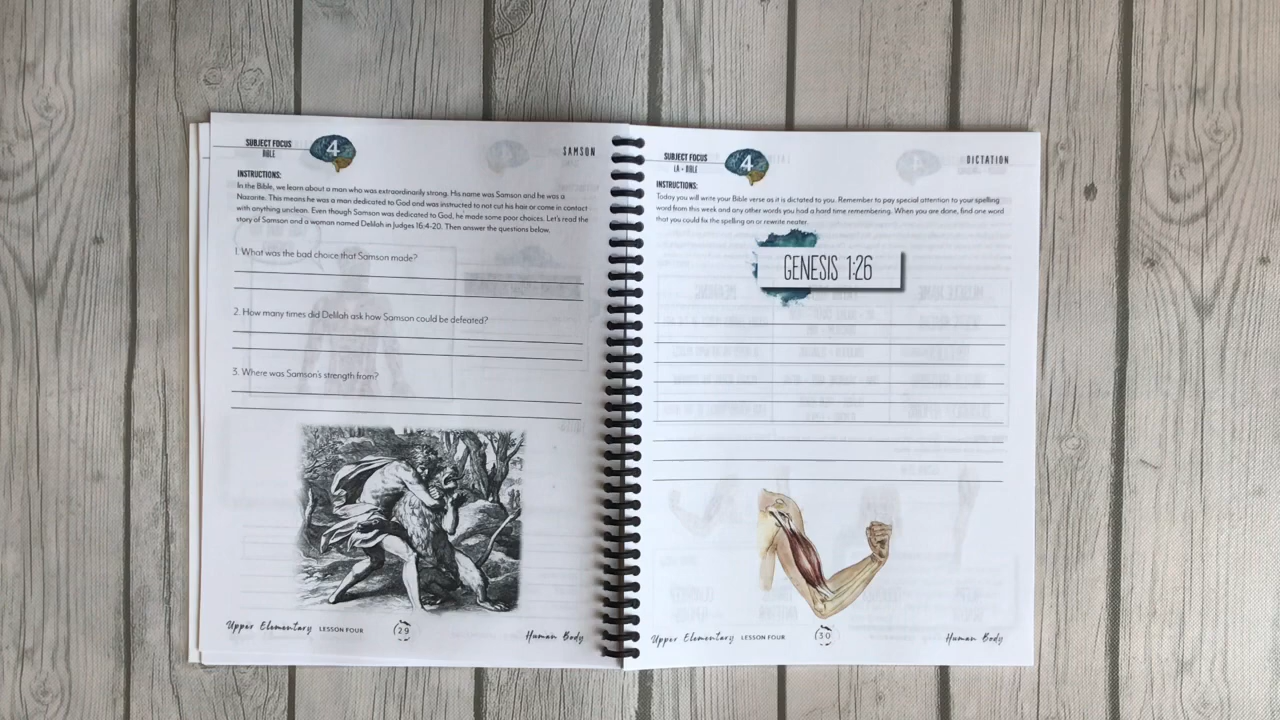 SUBJECT FOCUS
BIBLE
4
SAMSON
INSTRUCTIONS:
In the Bible, we learn about a man who was extraordinarily strong. His name was Samson and he was a
Nazarite. This means he was a man dedicated to God and was instructed to not cut his hair or come in contact
with anything unclean. Even though Samson was dedicated to God, he made some poor choices. Let's read the
story of Samson and a woman named Delilah in Judges 16:4-20. Then answer the questions below.
1. What was the bad choice that Samson made?
2. How many times did Delilah ask how Samson could be defeated?
3. Where was Samson's strength from?
Upper Elementary LESSON FOUR
29
Human Body
SUBJECT FOCUS
LA + BIBLE
4
DICTATION
INSTRUCTIONS:
Today you will write your Bible verse as it is dictated to you. Remember to pay special attention to your spelling
word from this week and any other words you had a hard time remembering. When you are done, find one word
that you could fix the spelling on or rewrite neater.
GENESIS 1:26
Upper Elementary LESSON FOUR
30
Human Body